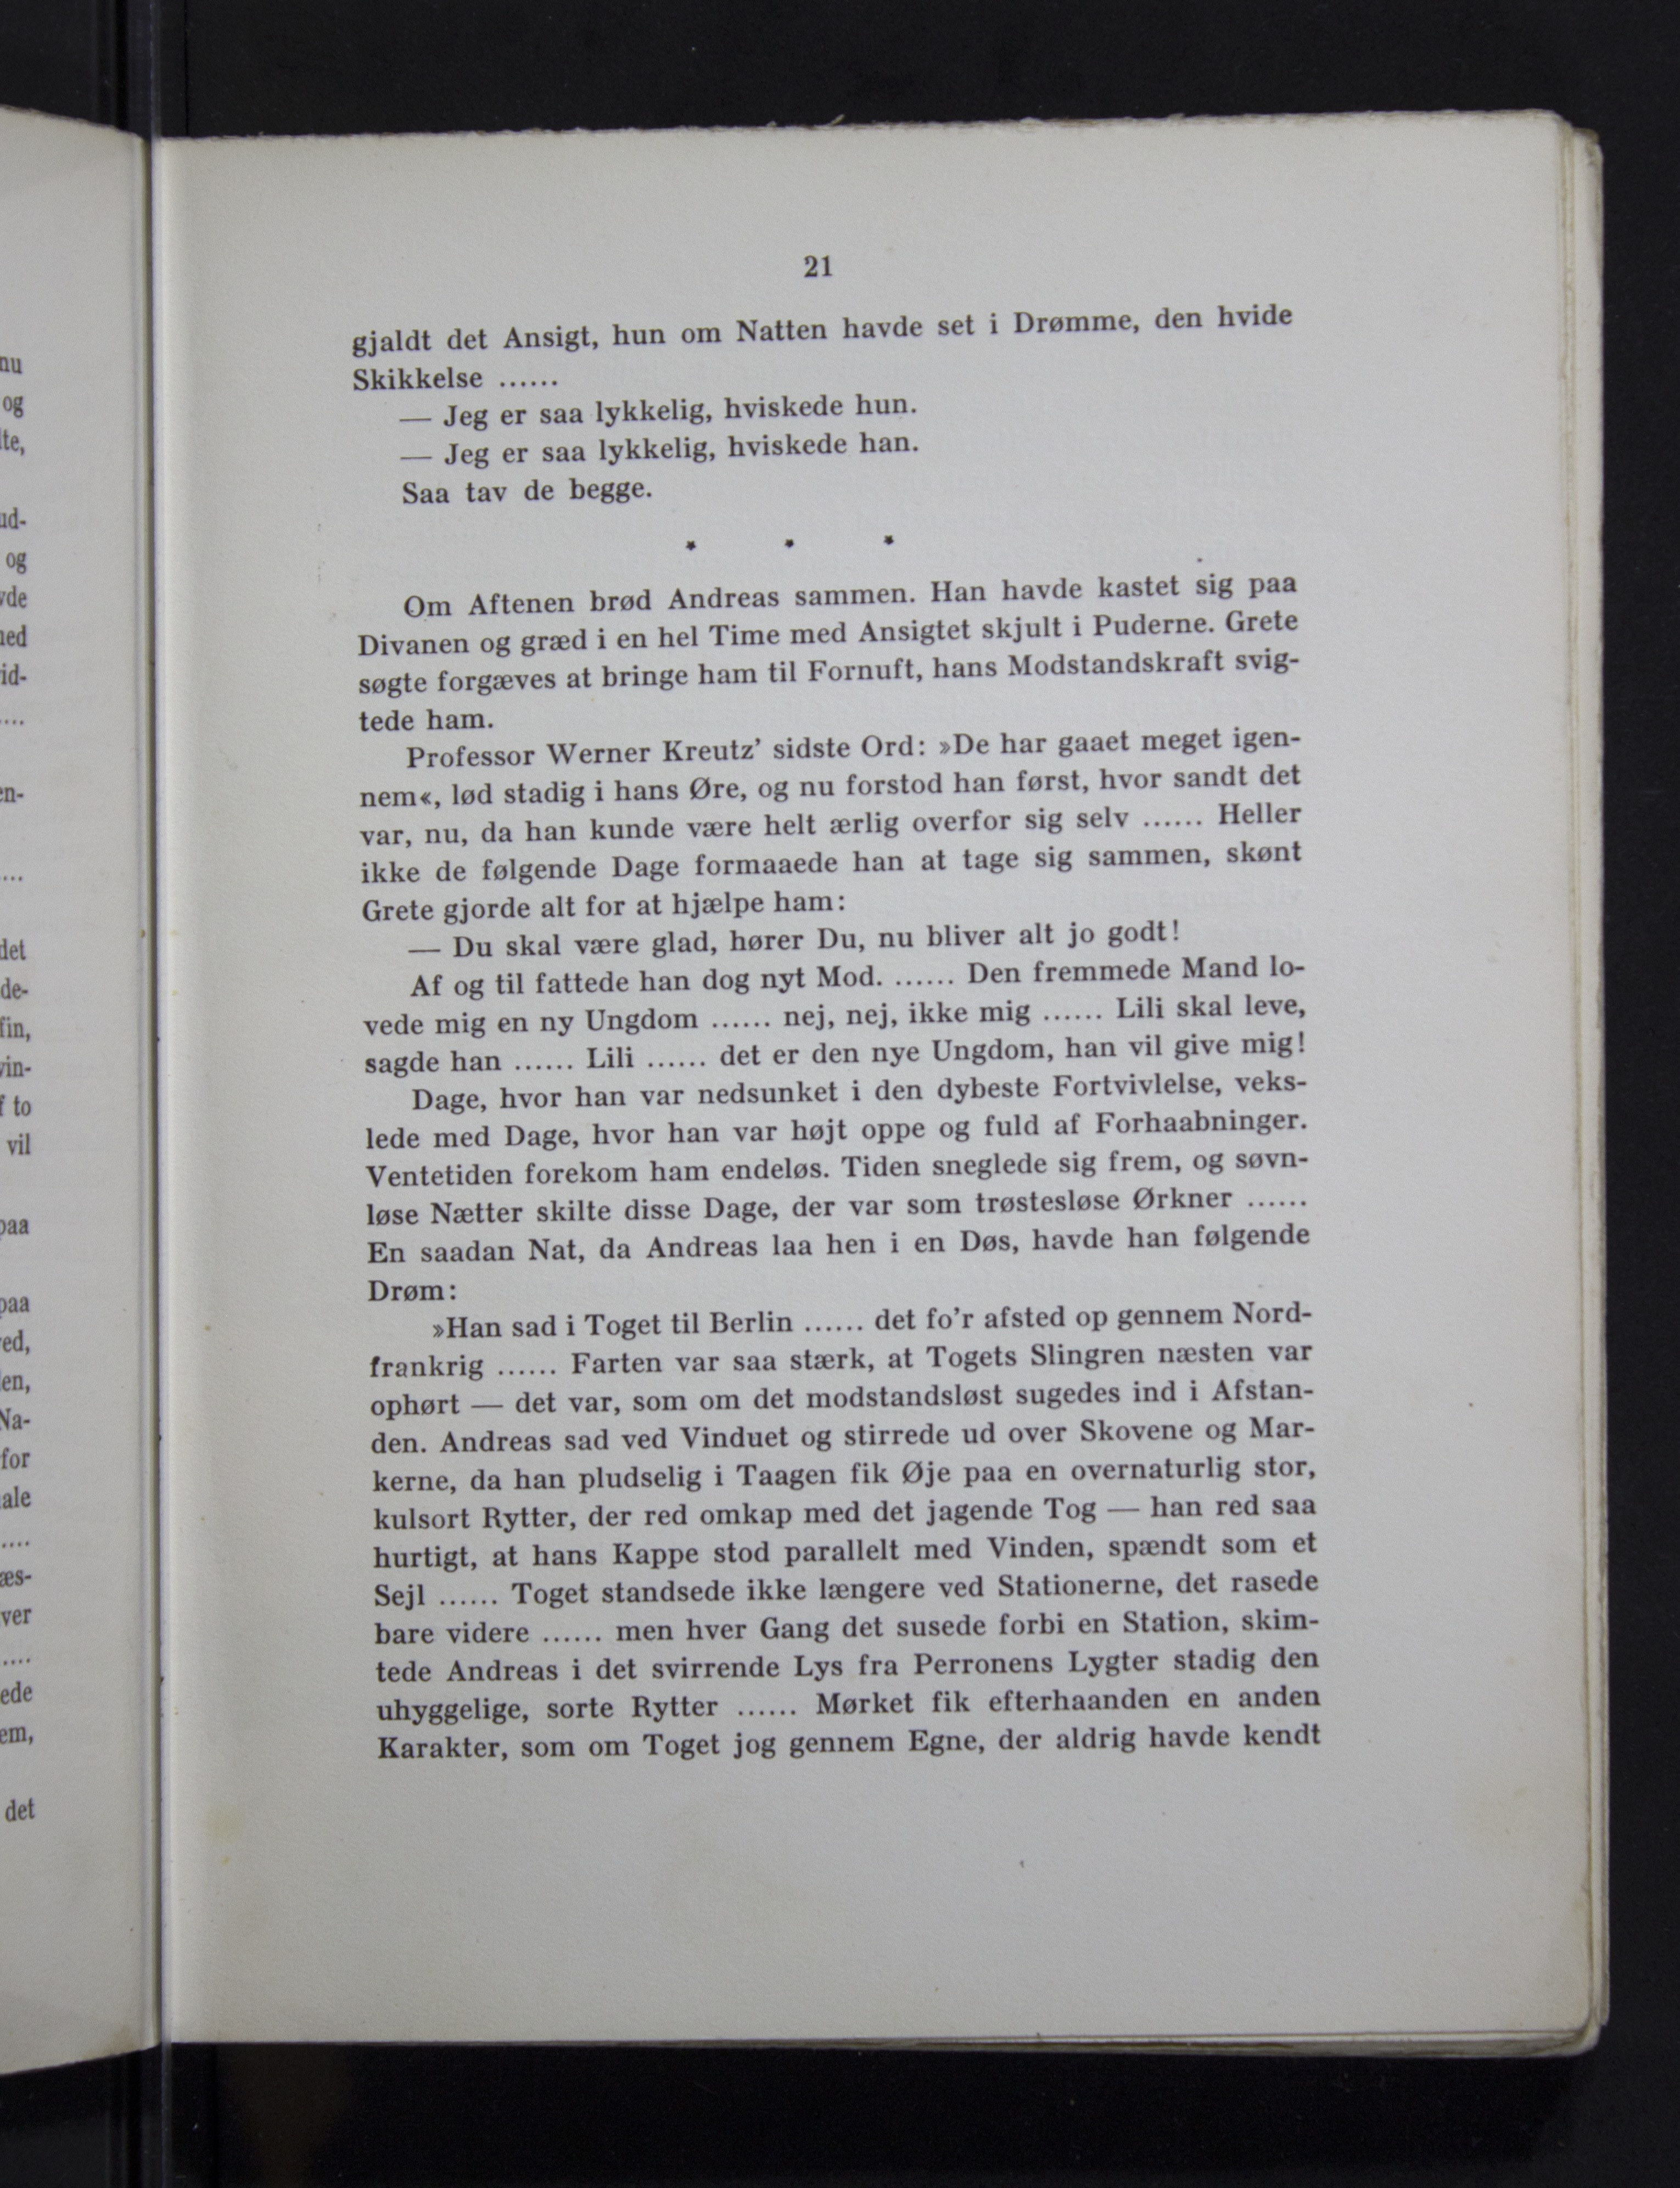 21
gjaldt det Ansigt, hun om Natten havde set i Drømme, den hvide
Skikkelse ......
— Jeg er saa lykkelig, hviskede hun.
— Jeg er saa lykkelig, hviskede han.
Saa tav de begge.
* * *
Om Aftenen brød Andreas sammen. Han havde kastet sig paa
Divanen og græd i en hel Time med Ansigtet skjult i Puderne. Grete
søgte forgæves at bringe ham til Fornuft, hans Modstandskraft svig-
tede ham.
Professor Werner Kreutz’ sidste Ord: »De har gaaet meget igen-
nem«, lød stadig i hans Øre, og nu forstod han først, hvor sandt det
var, nu, da han kunde være helt ærlig overfor sig selv ...... Heller
ikke de følgende Dage formaaede han at tage sig sammen, skønt
Grete gjorde alt for at hjælpe ham:
— Du skal være glad, hører Du, nu bliver alt jo godt!
Af og til fattede han dog nyt Mod. ...... Den fremmede Mand lo-
vede mig en ny Ungdom ...... nej, nej, ikke mig ...... Lili skal leve,
sagde han ...... Lili ...... det er den nye Ungdom, han vil give mig!
Dage, hvor han var nedsunket i den dybeste Fortvivlelse, veks-
lede med Dage, hvor han var højt oppe og fuld af Forhaabninger.
Ventetiden forekom ham endeløs. Tiden sneglede sig frem, og søvn-
løse Nætter skilte disse Dage, der var som trøstesløse Ørkner ......
En saadan Nat, da Andreas laa hen i en Døs, havde han følgende
Drøm:
»Han sad i Toget til Berlin ...... det fo’r afsted op gennem Nord-
frankrig ...... Farten var saa stærk, at Togets Slingren næsten var
ophørt — det var, som om det modstandsløst sugedes ind i Afstan-
den. Andreas sad ved Vinduet og stirrede ud over Skovene og Mar-
kerne, da han pludselig i Taagen fik Øje paa en overnaturlig stor,
kulsort Rytter, der red omkap med det jagende Tog — han red saa
hurtigt, at hans Kappe stod parallelt med Vinden, spændt som et
Sejl ...... Toget standsede ikke længere ved Stationerne, det rasede
bare videre ...... men hver Gang det susede forbi en Station, skim-
tede Andreas i det svirrende Lys fra Perronens Lygter stadig den
uhyggelige, sorte Rytter ...... Mørket fik efterhaanden en anden
Karakter, som om Toget jog gennem Egne, der aldrig havde kendt